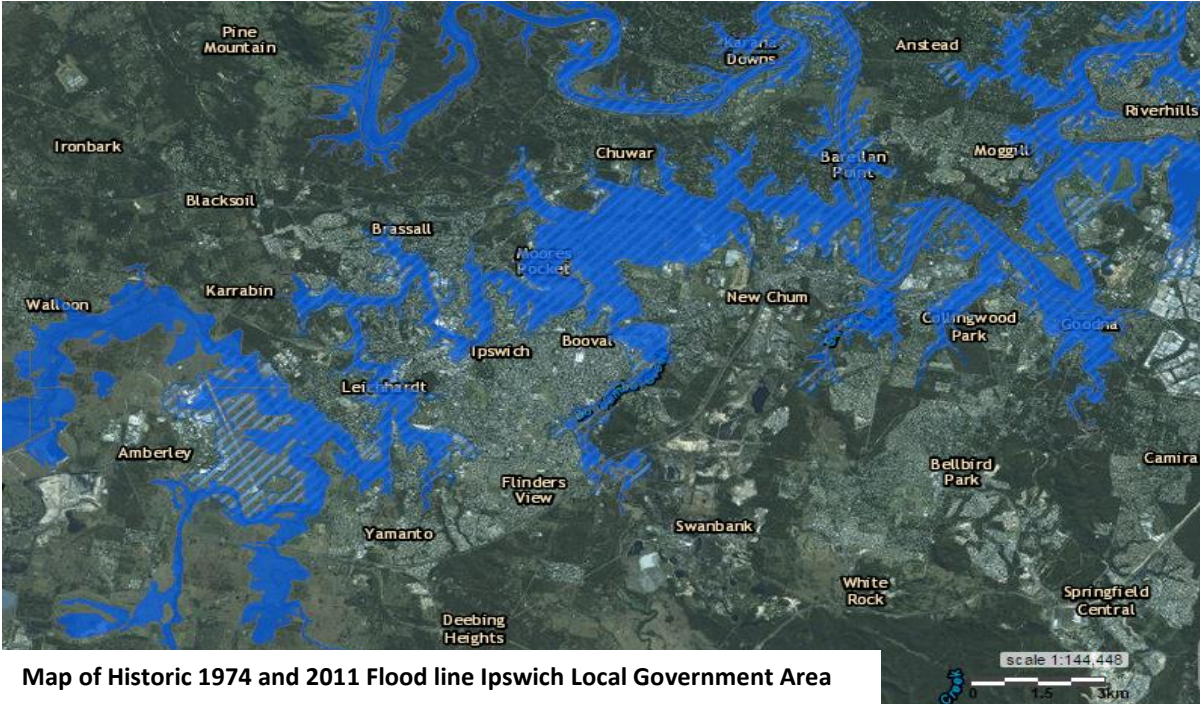 Pine
Mountain
Karana
Downs
Anstead
Riverhills
Ironbark
Chuwar
Barellan
Point
Moggill
Blacksoil
Brassall
Moores
Pocket
Walloon
Karrabin
New Chum
Collingwood
Park
Goodna
Ipswich
Booval
Leichhardt
Amberley
Flinders
View
Bellbird
Park
Camira
Yamanto
Swanbank
White
Rock
Springfield
Central
Deebing
Heights
scale 1:144,448
0 1.5 3km
Map of Historic 1974 and 2011 Flood line Ipswich Local Government Area